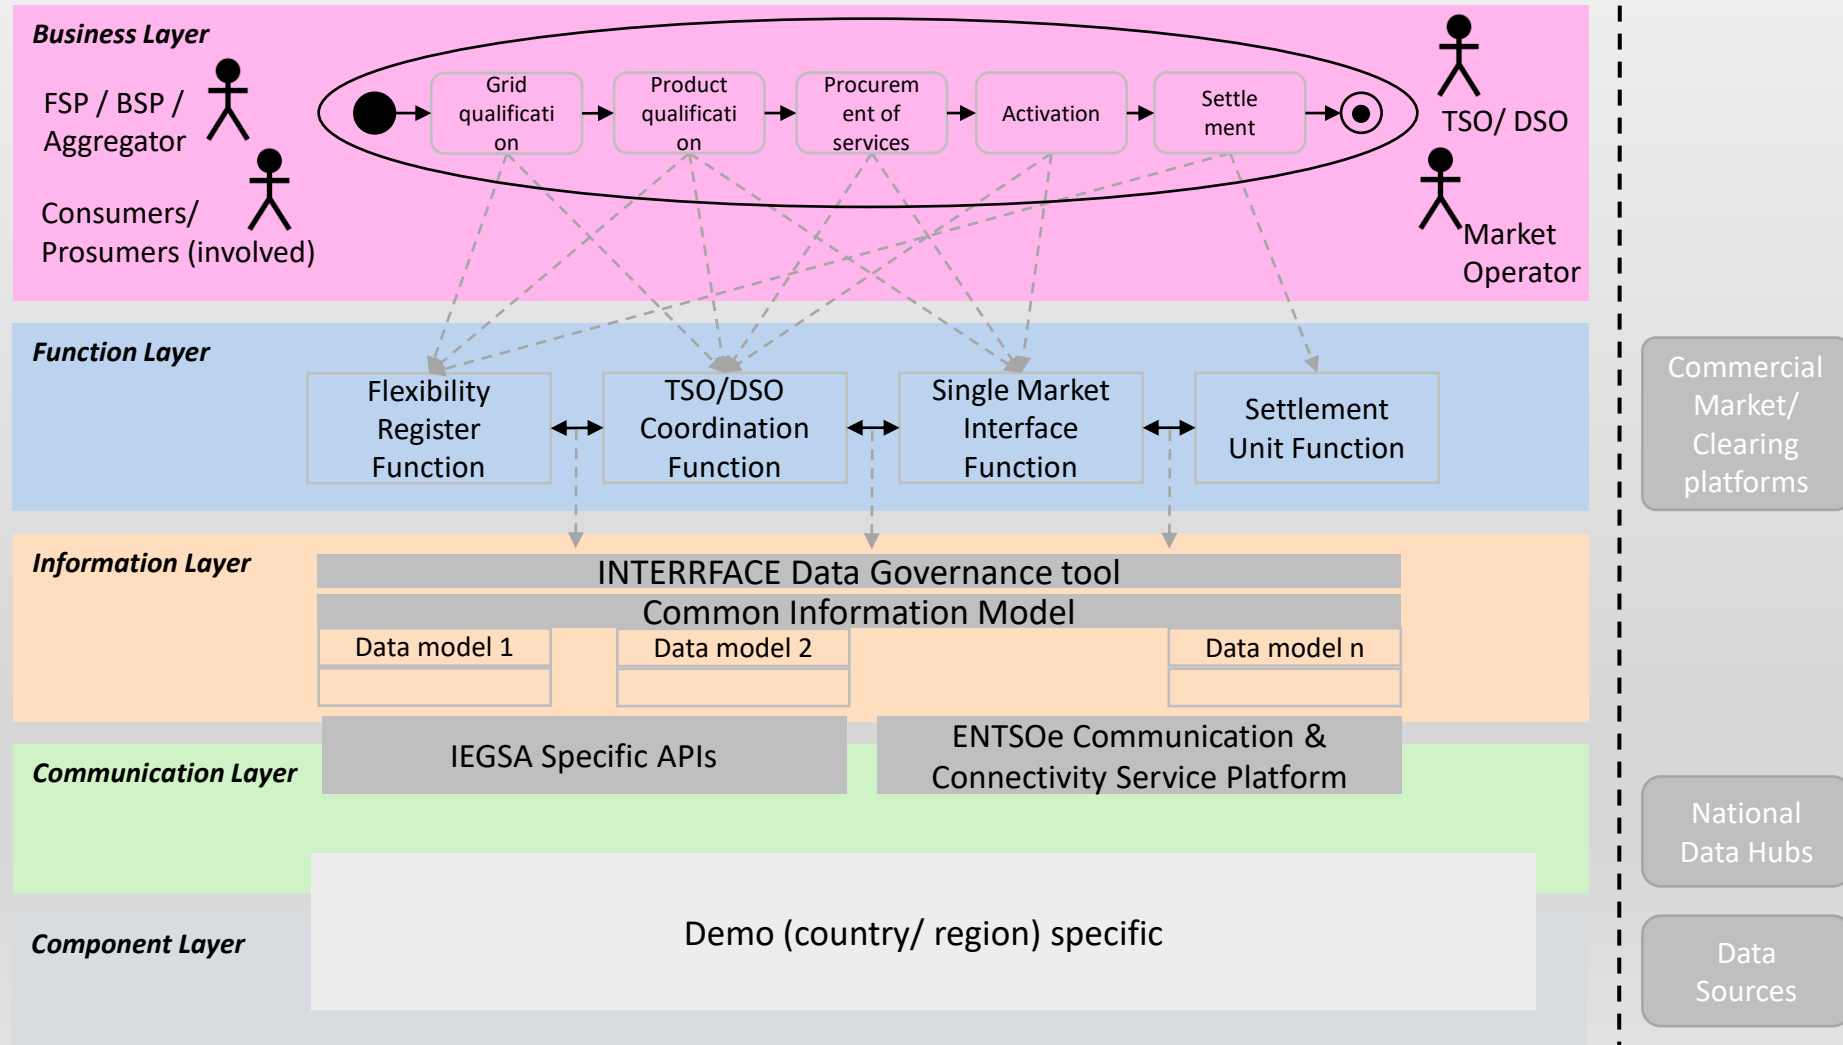 Business Layer
FSP / BSP /
Aggregator
Consumers/
Prosumers (involved)
Grid
qualificati
on
Product
qualificati
on
Procurem
ent of
services
Activation
Settle
ment
TSO/ DSO
Market
Operator
Function Layer
Flexibility
Register
Function
TSO/DSO
Coordination
Function
Single Market
Interface
Function
Settlement
Unit Function
Commercial
Market/
Clearing
platforms
Information Layer
INTERRFACE Data Governance tool
Common Information Model
Data model 1
Data model 2
Data model n
Communication Layer
IEGSA Specific APIs
ENTSOe Communication &
Connectivity Service Platform
National
Data Hubs
Component Layer
Demo (country/ region) specific
Data
Sources